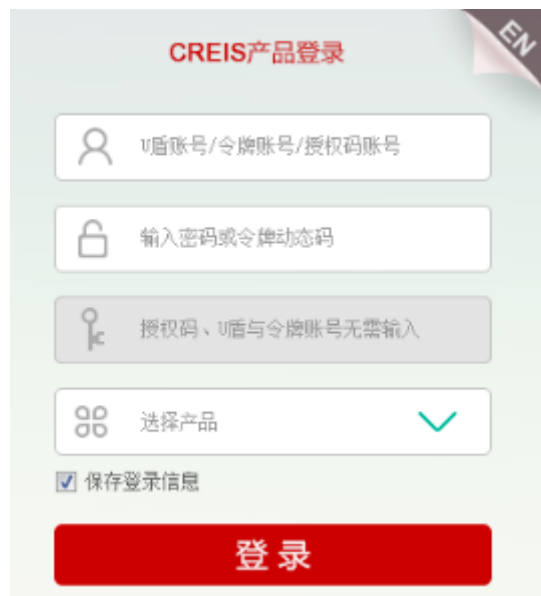 CREIS产品登录
EN
U盾账号/令牌账号/授权码账号
输入密码或令牌动态码
授权码、U盾与令牌账号无需输入
选择产品
保存登录信息
登录